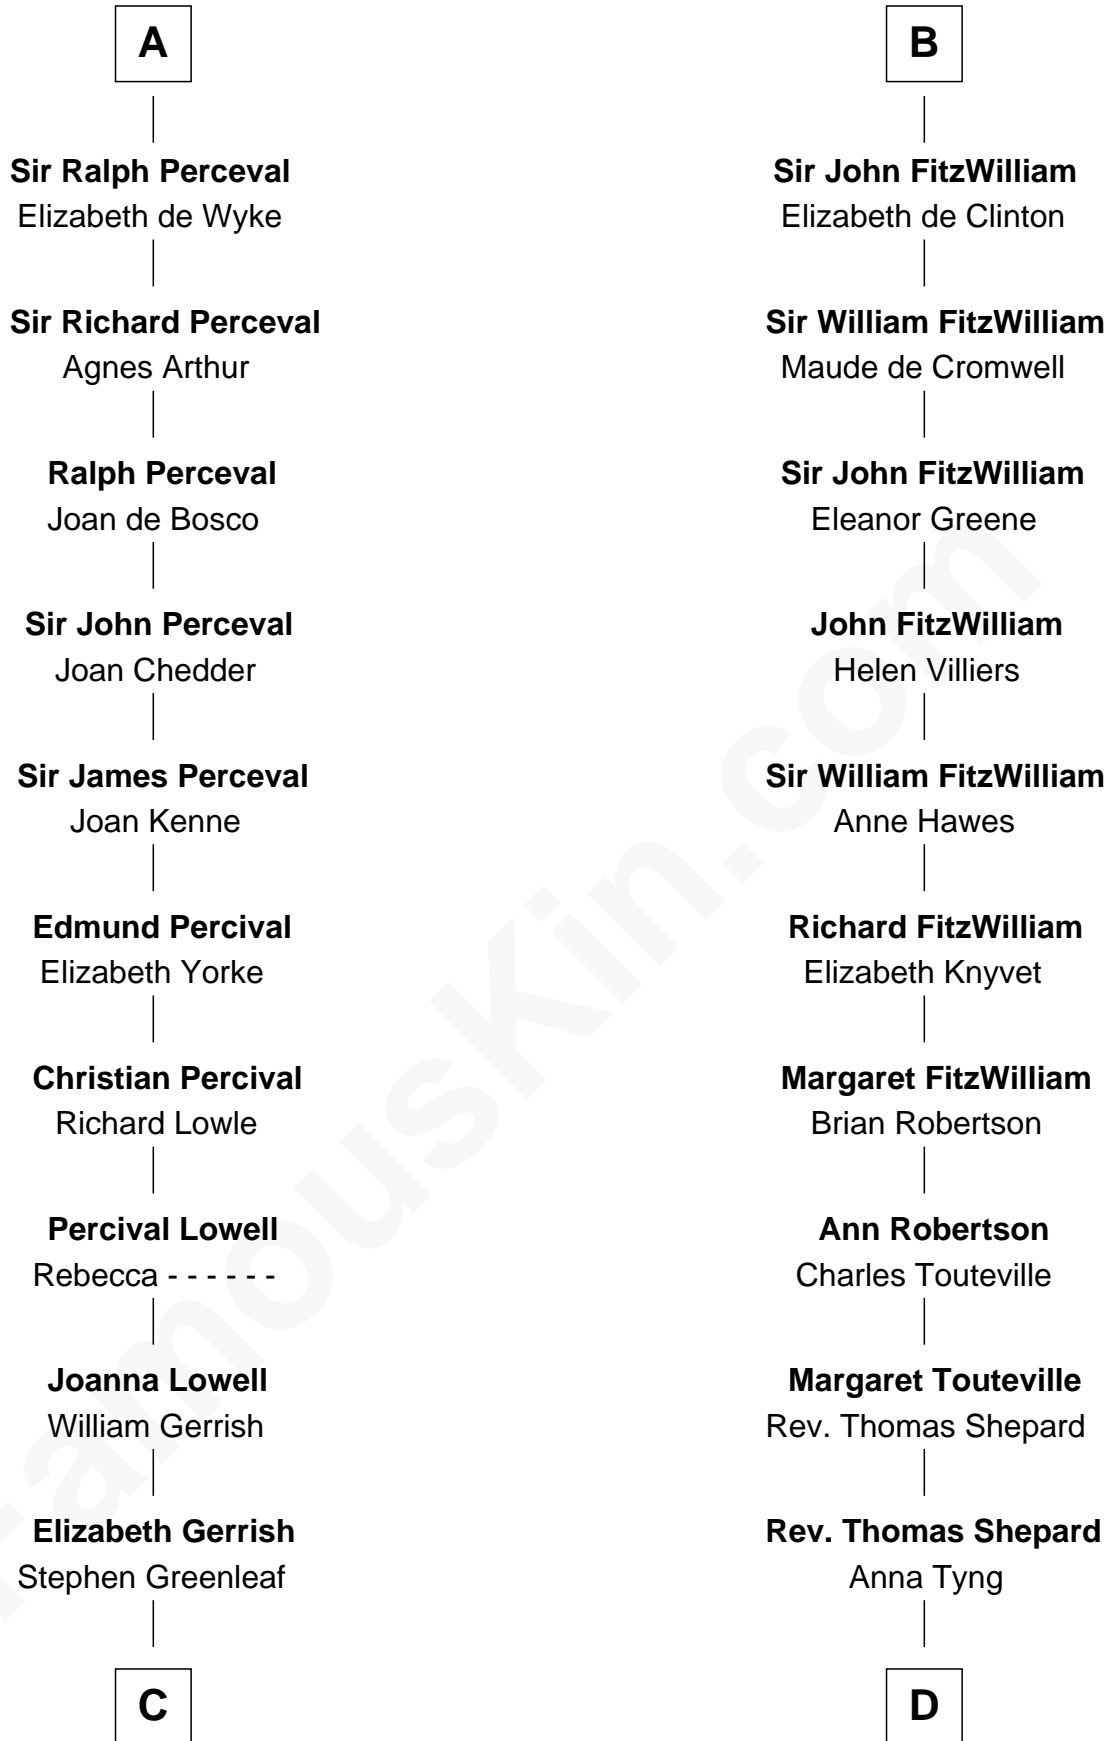 A
Sir Ralph Perceval
Elizabeth de Wyke
Sir Richard Perceval
Agnes Arthur
Ralph Perceval
Joan de Bosco
Sir John Perceval
Joan Chedder
Sir James Perceval
Joan Kenne
Edmund Percival
Elizabeth Yorke
Christian Percival
Richard Lowle
Percival Lowell
Rebecca - - - - - -
Joanna Lowell
William Gerrish
Elizabeth Gerrish
Stephen Greenleaf
C
B
Sir John FitzWilliam
Elizabeth de Clinton
Sir William FitzWilliam
Maude de Cromwell
Sir John FitzWilliam
Eleanor Greene
John FitzWilliam
Helen Villiers
Sir William FitzWilliam
Anne Hawes
Richard FitzWilliam
Elizabeth Knyvet
Margaret FitzWilliam
Brian Robertson
Ann Robertson
Charles Touteville
Margaret Touteville
Rev. Thomas Shepard
Rev. Thomas Shepard
Anna Tyng
D
FamousKin.com